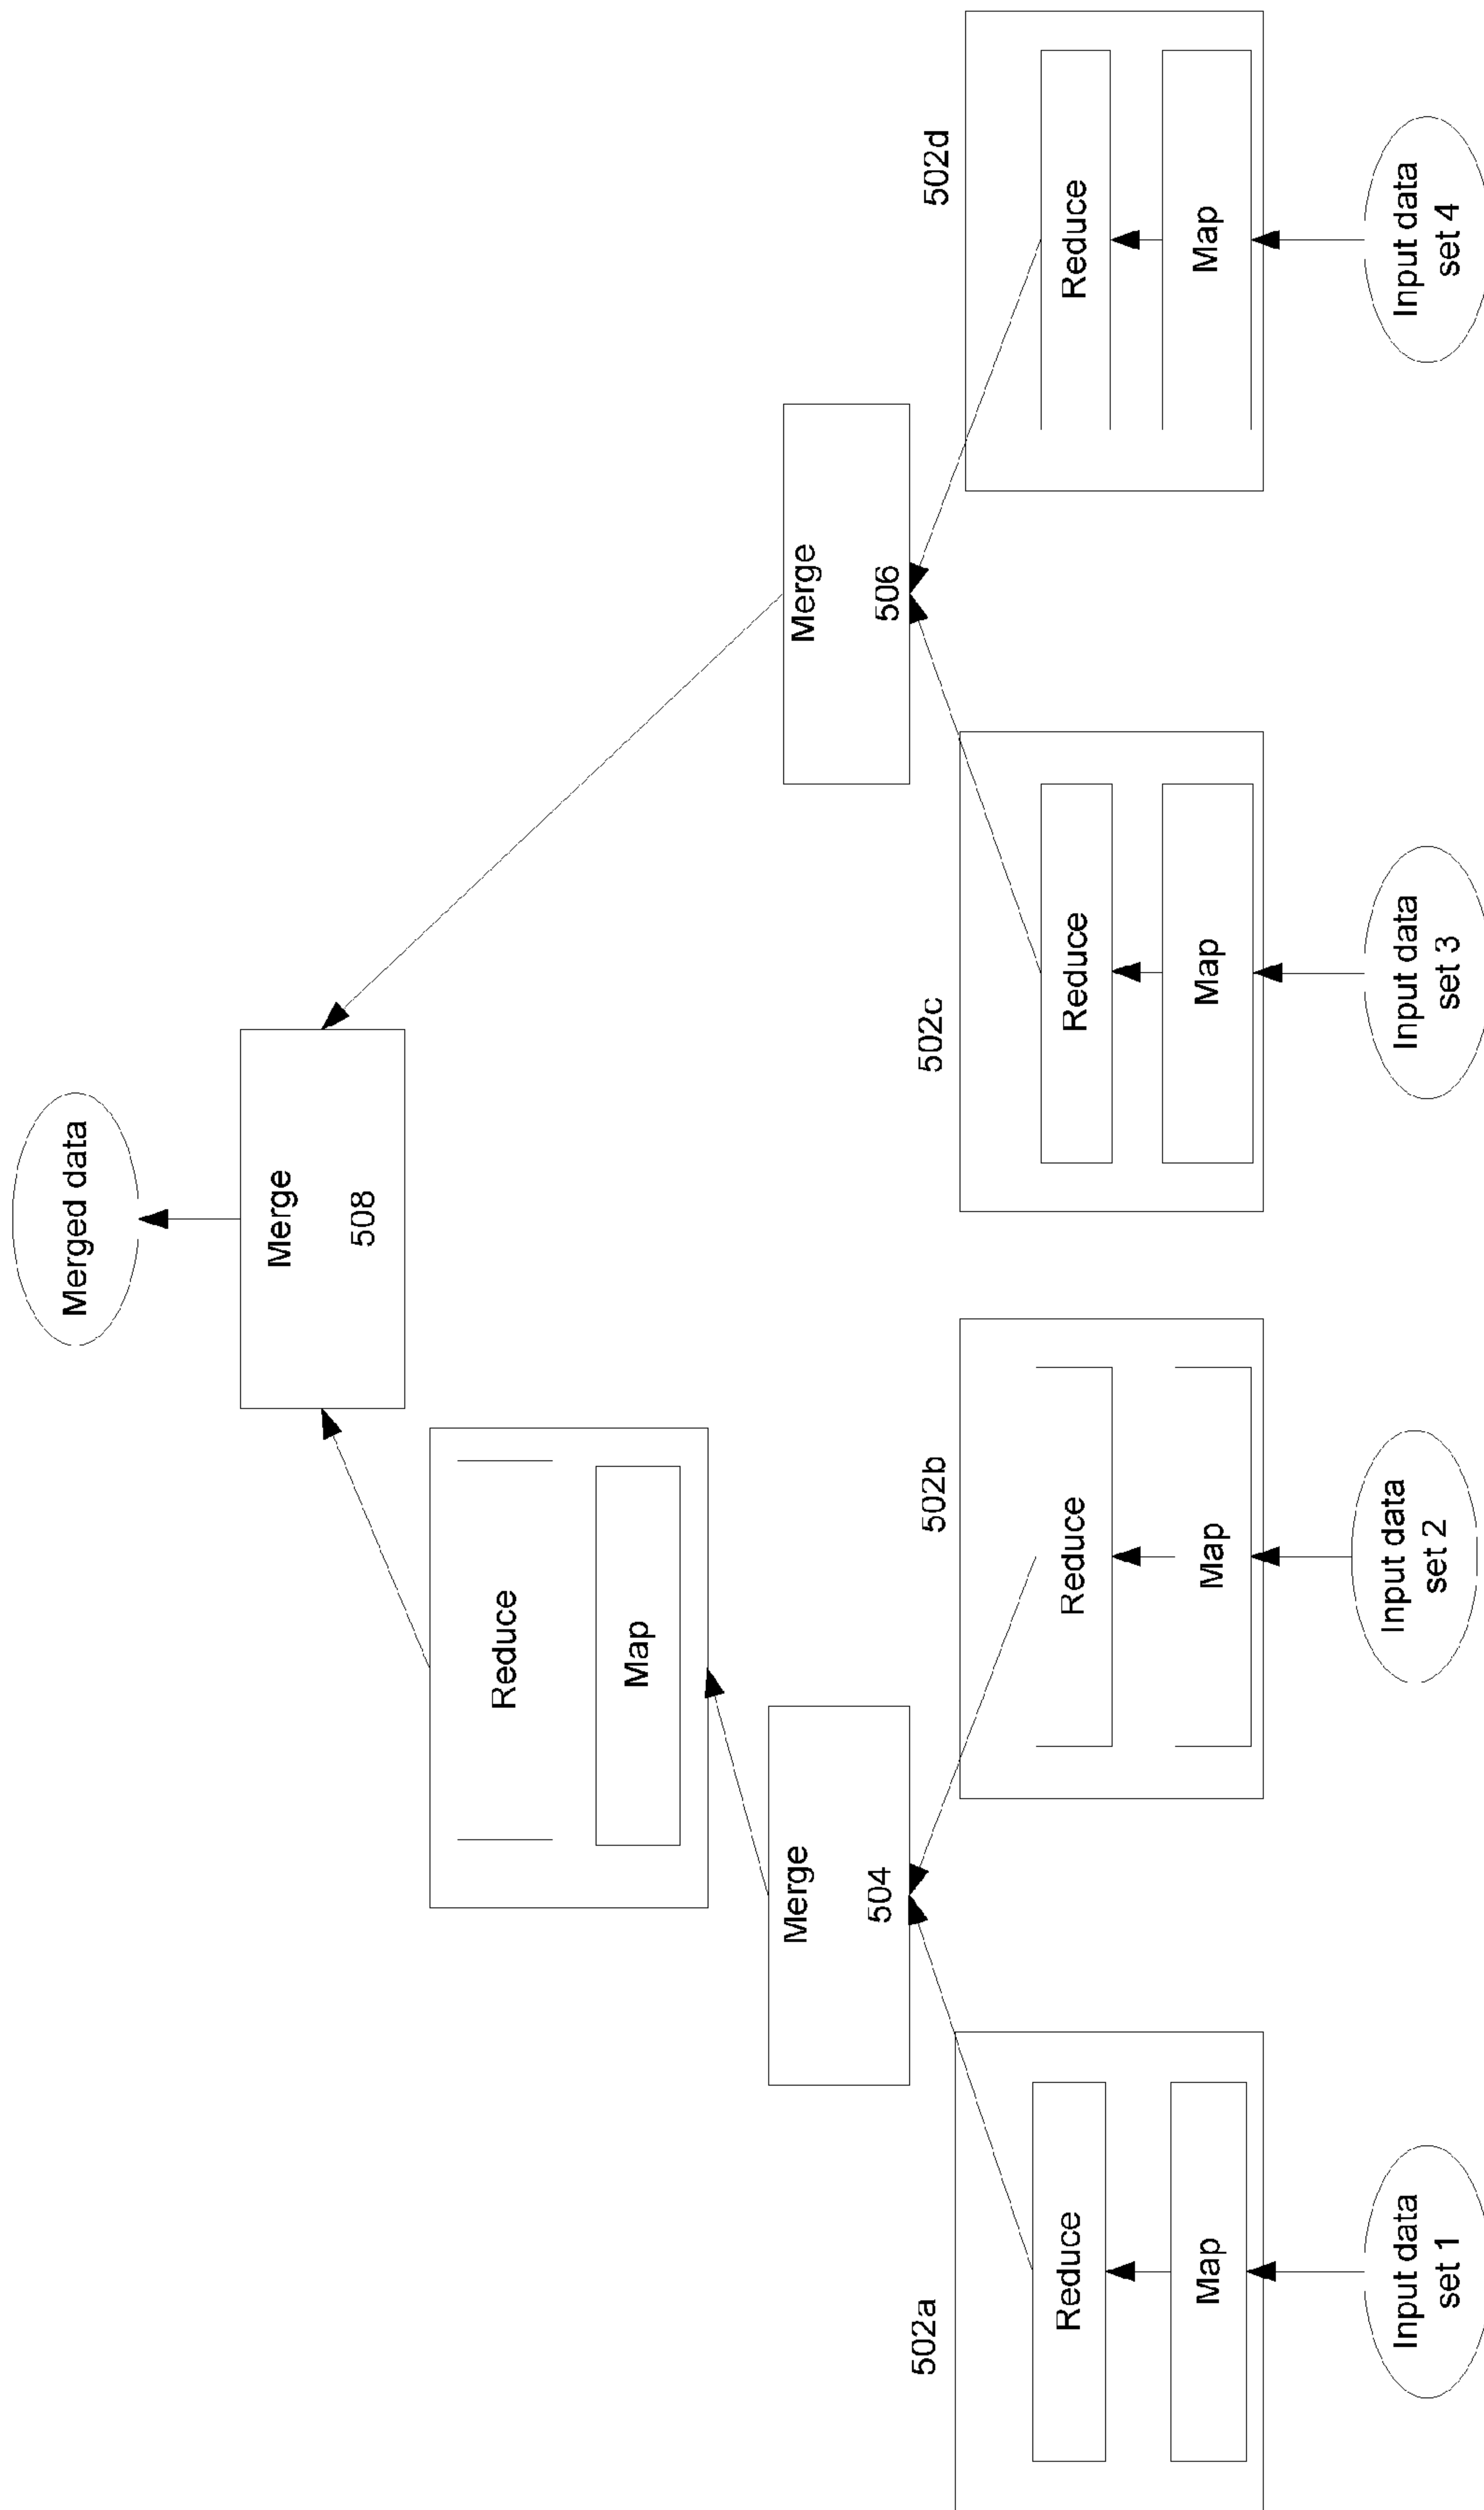 Merged data
Merge
508
Reduce
Map
Merge
504
Merge
506
502a
Reduce
Map
Input data
set 1
502b
Reduce
Map
Input data
set 2
502c
Reduce
Map
Input data
set 3
502d
Reduce
Map
Input data
set 4